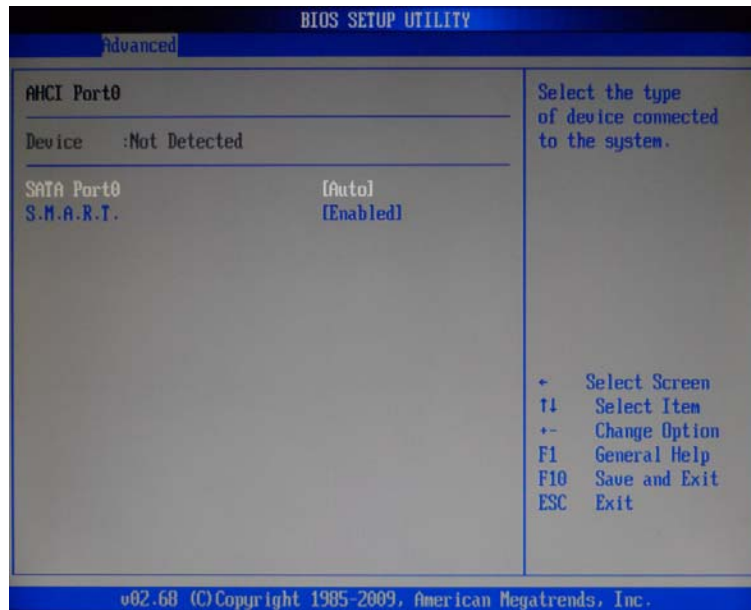 BIOS SETUP UTILITY
Advanced
AHCI Port0
Device :Not Detected
SATA Port0 [Auto]
S.M.A.R.T. [Enabled]
Select the type
of device connected
to the system.
← Select Screen
↑↓ Select Item
+- Change Option
F1 General Help
F10 Save and Exit
ESC Exit
v02.68 (C)Copyright 1985-2009, American Megatrends, Inc.